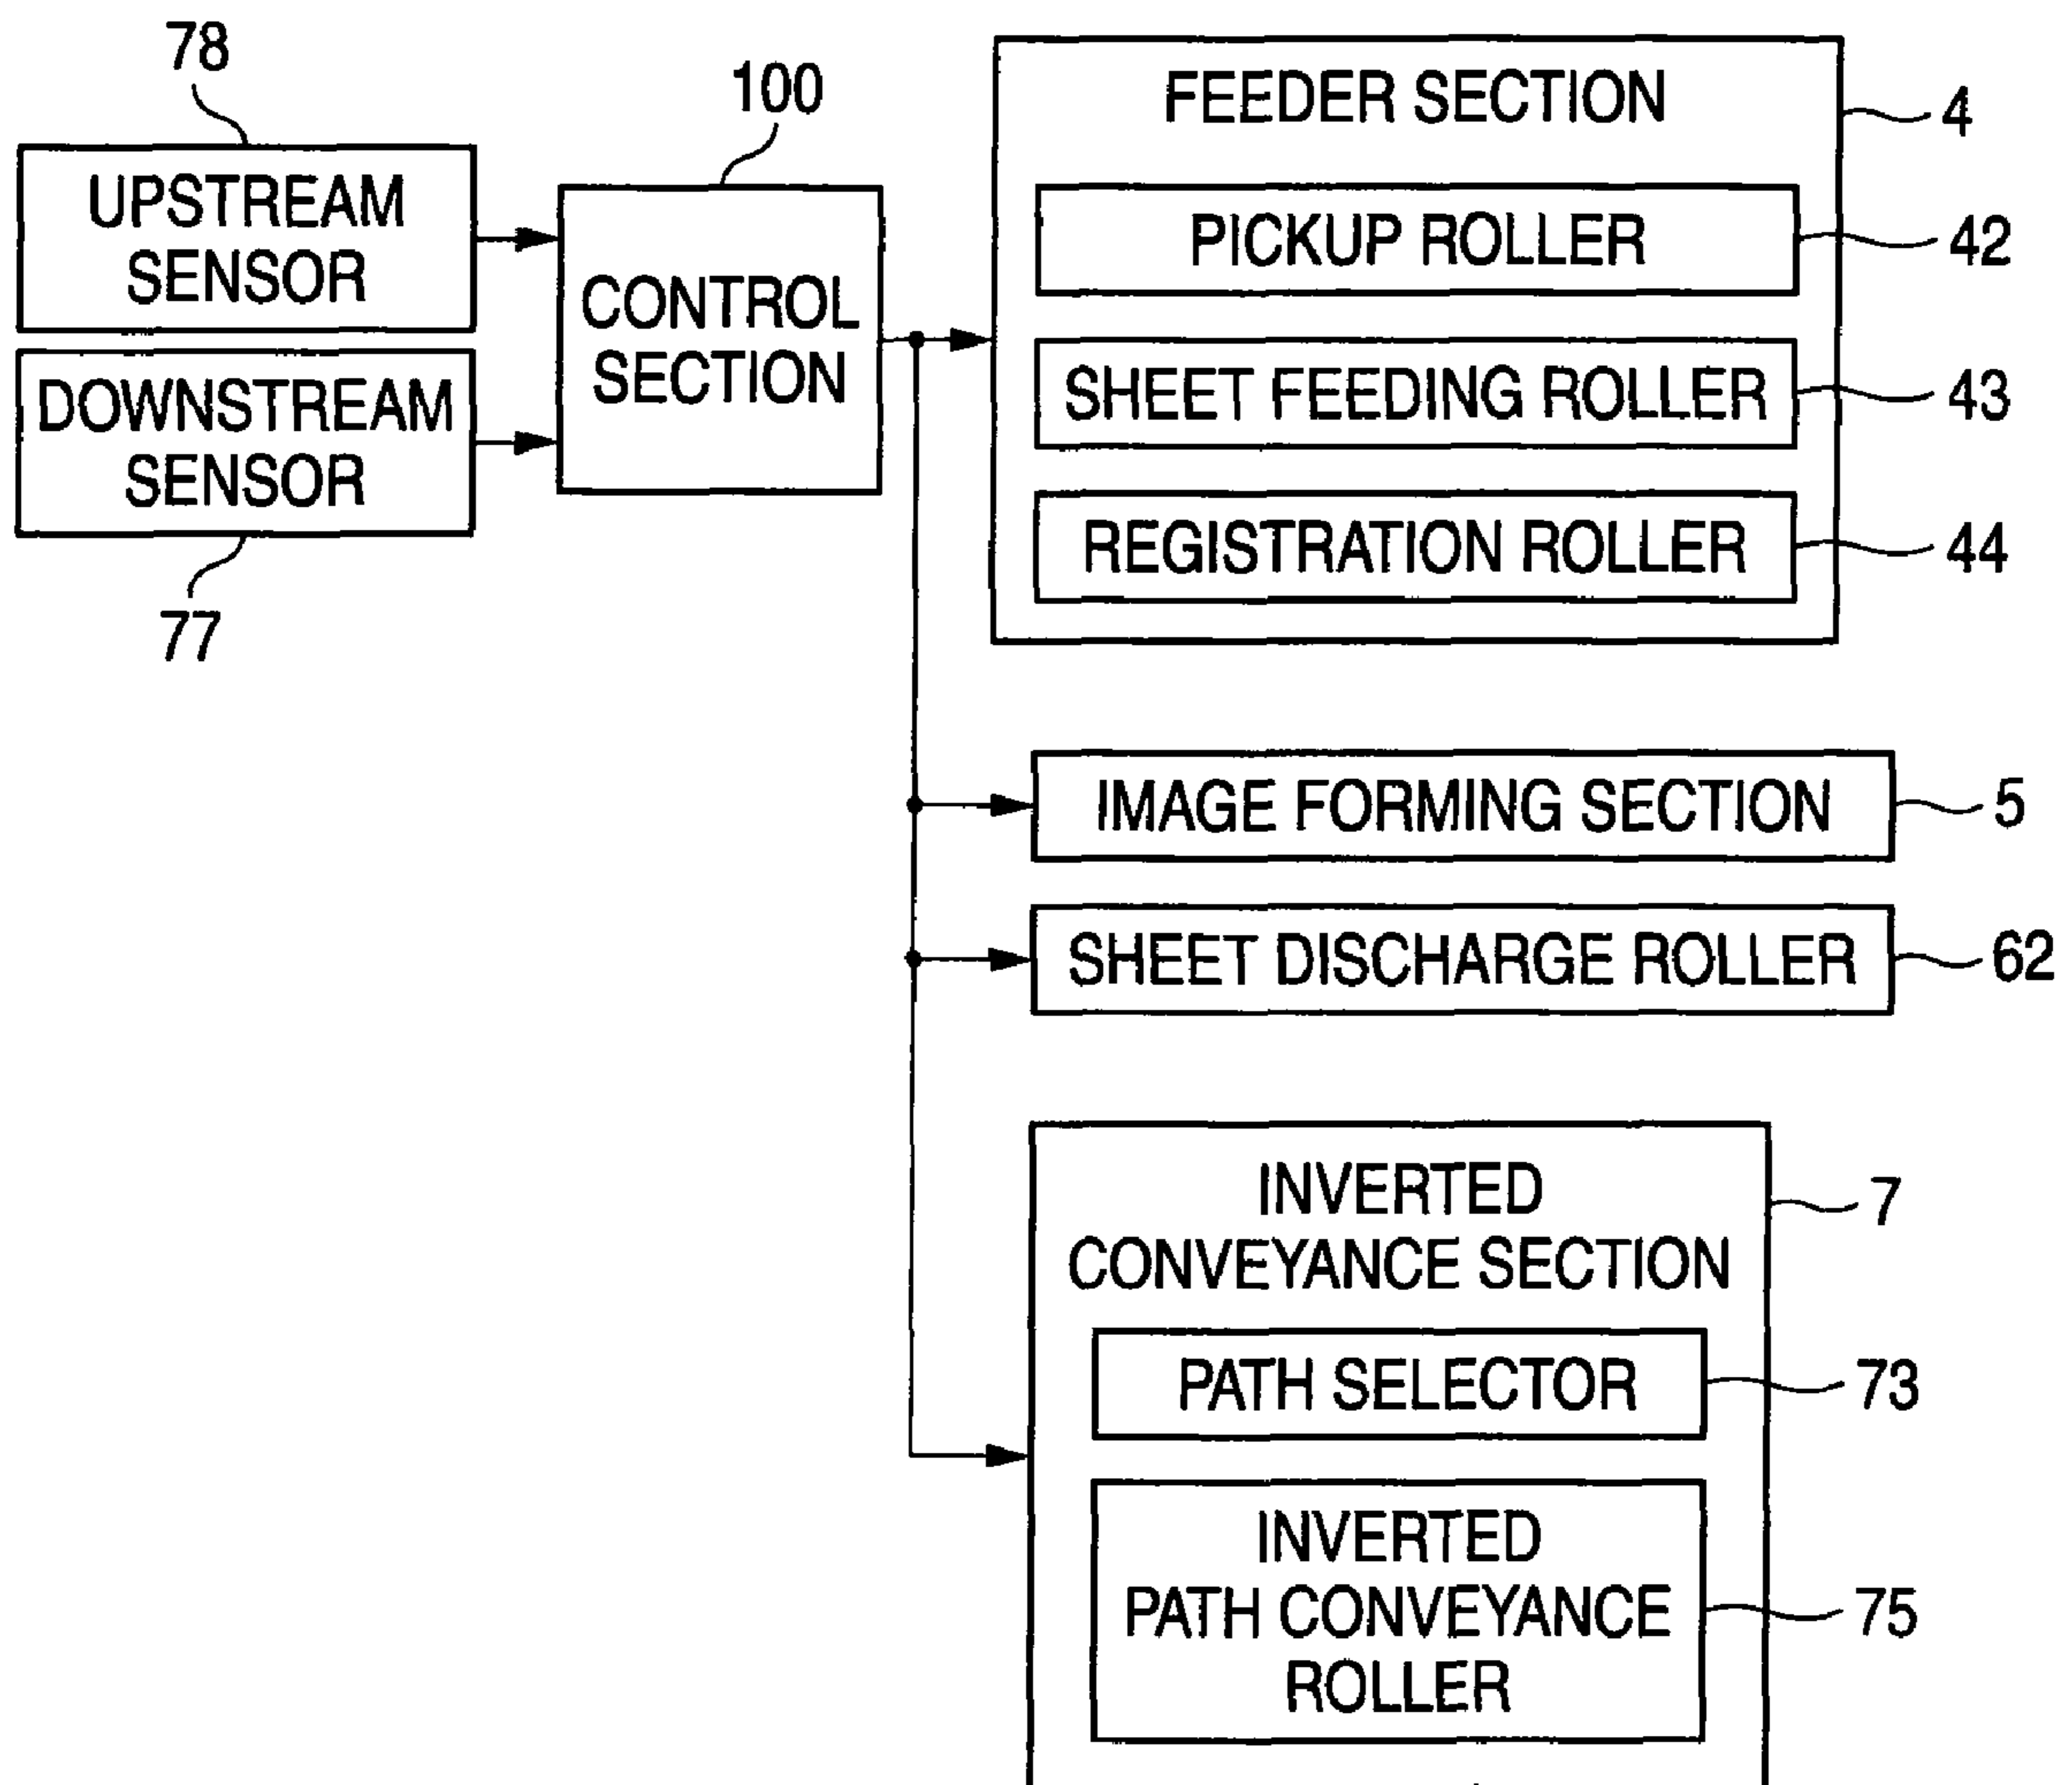 78
UPSTREAM
SENSOR
DOWNSTREAM
SENSOR
77
100
CONTROL
SECTION
FEEDER SECTION
4
PICKUP ROLLER
42
SHEET FEEDING ROLLER
43
REGISTRATION ROLLER
44
IMAGE FORMING SECTION
5
SHEET DISCHARGE ROLLER
62
INVERTED
CONVEYANCE SECTION
7
PATH SELECTOR
73
INVERTED
PATH CONVEYANCE
ROLLER
75